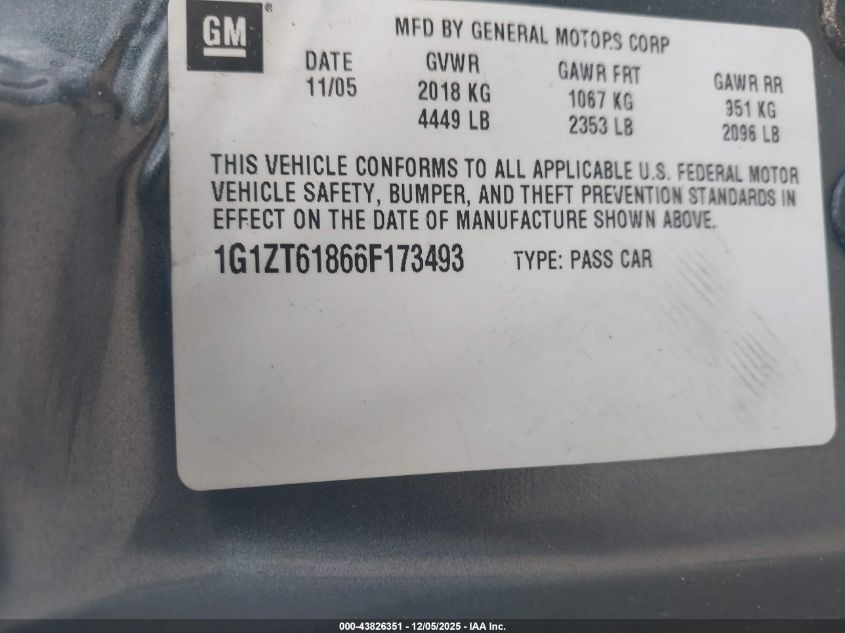 GM®
MFD BY GENERAL MOTORS CORP
DATE GVWR GAWR FRT GAWR RR
11/05 2018 KG 1067 KG 951 KG
4449 LB 2353 LB 2096 LB
THIS VEHICLE CONFORMS TO ALL APPLICABLE U.S. FEDERAL MOTOR
VEHICLE SAFETY, BUMPER, AND THEFT PREVENTION STANDARDS IN
EFFECT ON THE DATE OF MANUFACTURE SHOWN ABOVE.
1G1ZT61866F173493 TYPE: PASS CAR
000-43826351 - 12/05/2025 - IAA Inc.